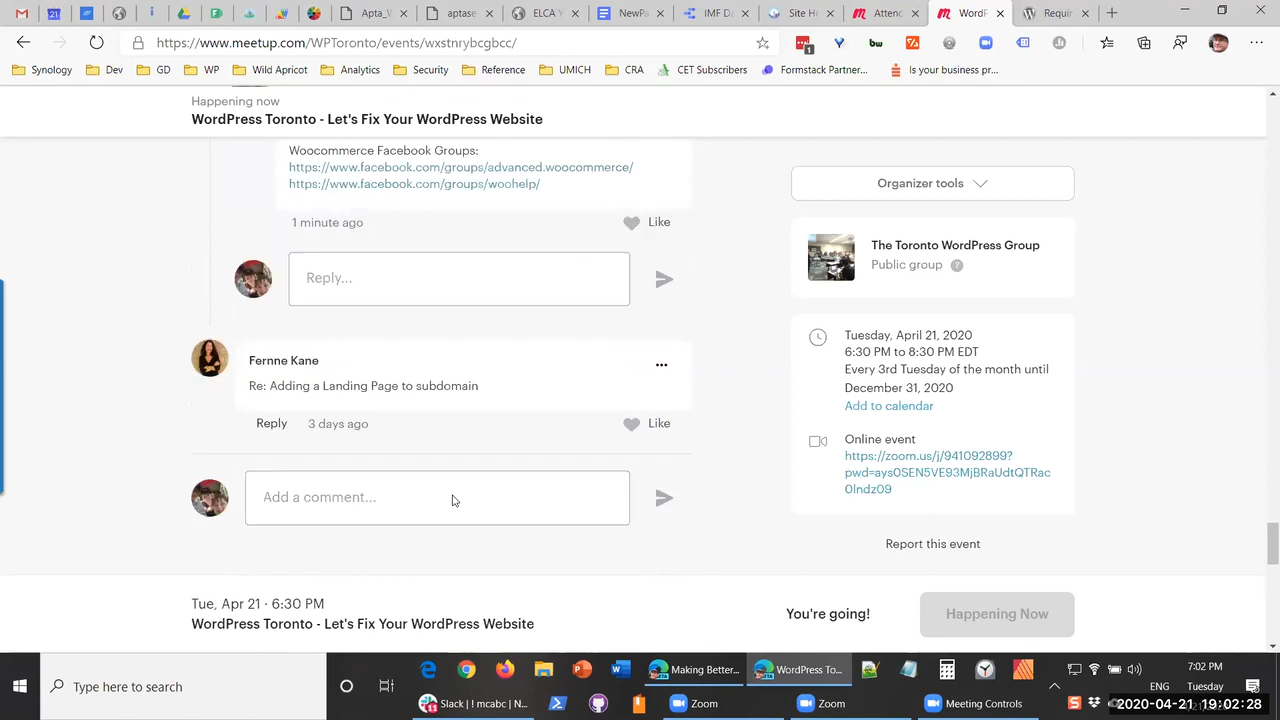 Apta_W
aptase
ELCA Y
NewPa
IMF D
Site He
Attenc
WordP
Requir
https://www.meetup.com/WPToronto/events/wxstnrybcgbcc/
1
bw
Synology
Dev
GD
WP
Wild Apricot
Analytics
Security
Reference
UMICH
CRA
CET Subscribers
Formstack Partner...
Is your business pr...
Happening now
WordPress Toronto - Let's Fix Your WordPress Website
Woocommerce Facebook Groups:
https://www.facebook.com/groups/advanced.woocommerce/
https://www.facebook.com/groups/woohelp/
1 minute ago
Like
Reply...
Fernne Kane
...
Re: Adding a Landing Page to subdomain
Reply
3 days ago
Like
Add a comment...
Organizer tools
The Toronto WordPress Group
Public group ?
Tuesday, April 21, 2020
6:30 PM to 8:30 PM EDT
Every 3rd Tuesday of the month until
December 31, 2020
Add to calendar
Online event
https://zoom.us/j/941092899?
pwd=ays0SEN5VE93MjBRaUdtQTRac
0lndz09
Report this event
Tue, Apr 21 · 6:30 PM
WordPress Toronto - Let's Fix Your WordPress Website
You're going!
Happening Now
Type here to search
Making Better...
WordPress To...
Slack | ! mcabc | N...
Zoom
Zoom
Meeting Controls
ENG
7:02 PM
Tuesday
2020-04-21 19:02:28